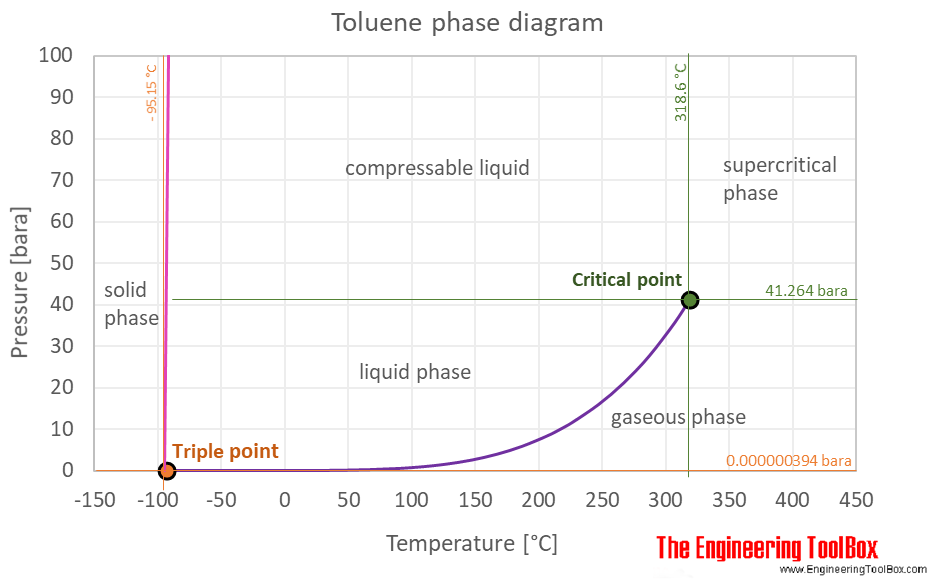 Toluene phase diagram
100
90
80
70
60
50
40
30
20
10
0
Pressure [bara]
- 95.15 °C
318.6 °C
compressable liquid
supercritical
phase
Critical point
41.264 bara
solid
phase
liquid phase
gaseous phase
Triple point
0.000000394 bara
-150
-100
-50
0
50
100
150
200
250
300
350
400
450
Temperature [°C]
The Engineering ToolBox
www.EngineeringToolBox.com